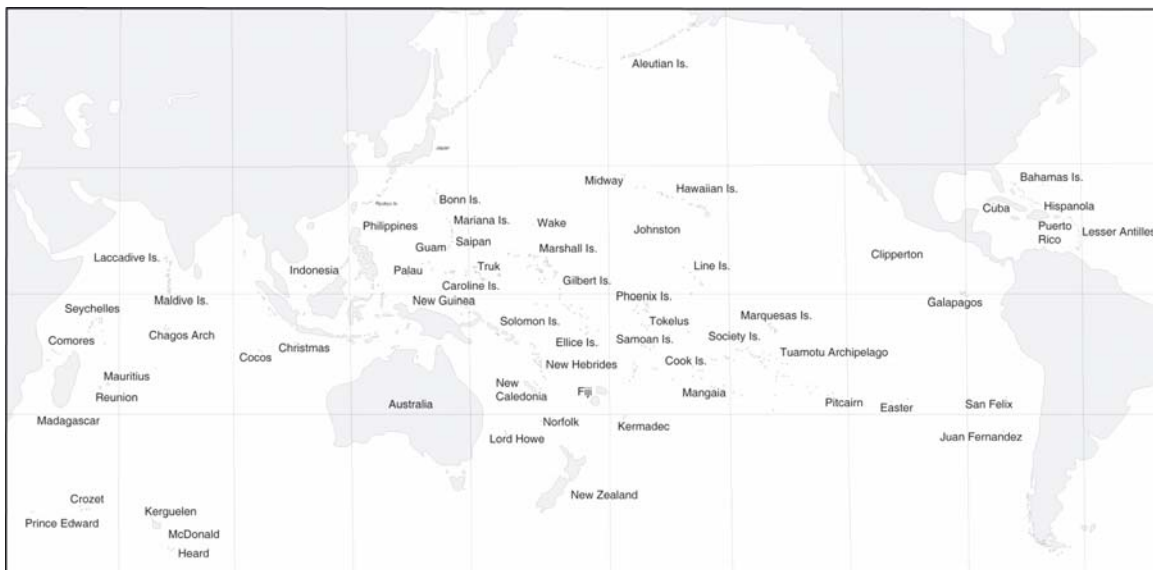 Aleutian Is.
Japan
Bahamas Is.
Midway
Hawaiian Is.
Bonn Is.
Ryukyu Is.
Cuba
Hispanola
Mariana Is.
Wake
Philippines
Puerto
Rico
Johnston
Lesser Antilles
Saipan
Guam
Marshall Is.
Clipperton
Laccadive Is.
Indonesia
Palau
Truk
Line Is.
Gilbert Is.
Caroline Is.
Maldive Is.
New Guinea
Phoenix Is.
Galapagos
Seychelles
Marquesas Is.
Solomon Is.
Tokelus
Chagos Arch
Comores
Ellice Is.
Samoan Is.
Society Is.
Christmas
Tuamotu Archipelago
Cocos
Cook Is.
New Hebrides
Mauritius
New
Caledonia
Fiji
Mangaia
Reunion
Australia
Pitcairn
Easter
San Felix
Madagascar
Norfolk
Kermadec
Lord Howe
Juan Fernandez
New Zealand
Crozet
Kerguelen
Prince Edward
McDonald
Heard